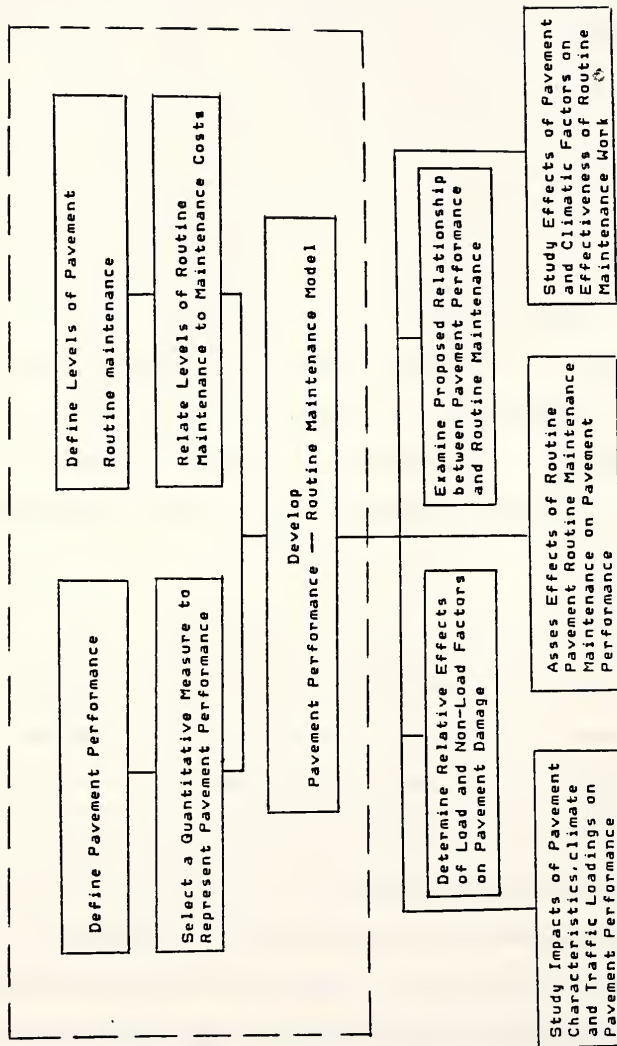 Define Pavement Performance
Define Levels of Pavement
Routine maintenance
Select a Quantitative Measure to
Represent Pavement Performance
Relate Levels of Routine
Maintenance to Maintenance Costs
Develop
Pavement Performance — Routine Maintenance Model
Determine Relative Effects
of Load and Non-Load Factors
on Pavement Damage
Examine Proposed Relationship
between Pavement Performance
and Routine Maintenance
Study Impacts of Pavement
Characteristics,climate
and Traffic Loadings on
Pavement Performance
Asses Effects of Routine
Pavement Routine Maintenance
Maintenance on Pavement
Performance
Study Effects of Pavement
and Climatic Factors on
Effectiveness of Routine
Maintenance Work